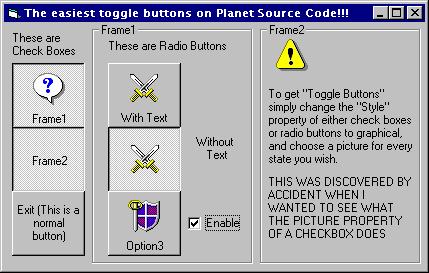 The easiest toggle buttons on Planet Source Code!!!
These are
Check Boxes
Frame1
Frame2
Exit (This is a
normal
button)
Frame1
These are Radio Buttons
With Text
Without
Text
Option3
Enable
Frame2
To get "Toggle Buttons"
simply change the "Style"
property of either check boxes
or radio buttons to graphical,
and choose a picture for every
state you wish.
THIS WAS DISCOVERED BY
ACCIDENT WHEN I
WANTED TO SEE WHAT
THE PICTURE PROPERTY
OF A CHECKBOX DOES